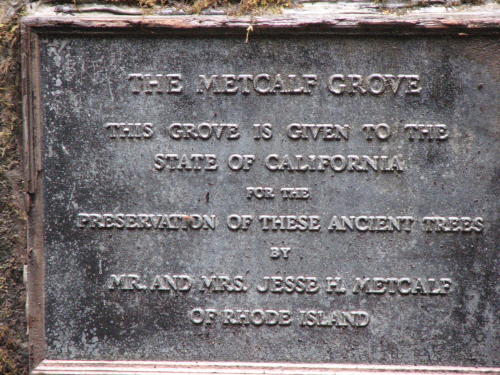 THE METCALF GROVE
THIS GROVE IS GIVEN TO THE
STATE OF CALIFORNIA
FOR THE
PRESERVATION OF THESE ANCIENT TREES
BY
MR. AND MRS. JESSE H. METCALF
OF RHODE ISLAND